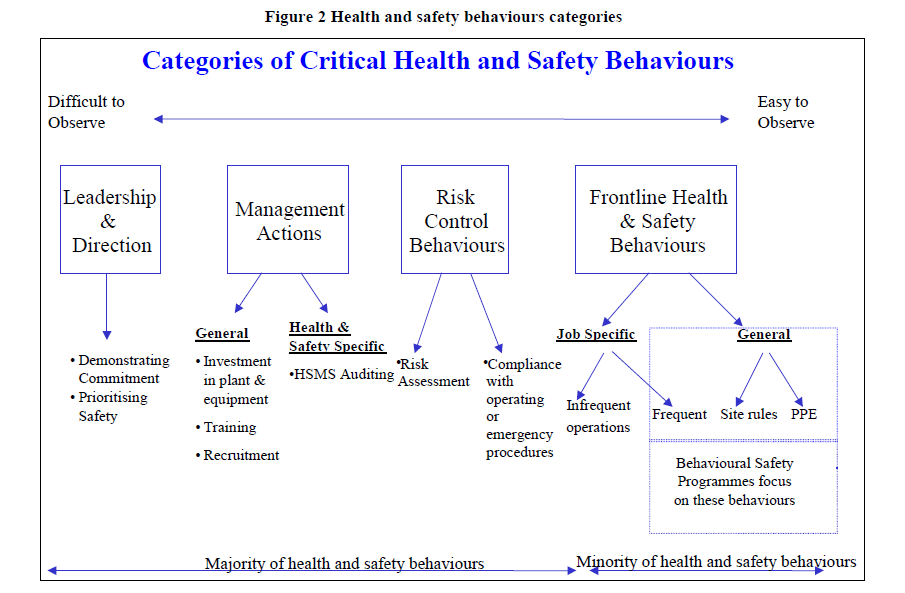 Figure 2 Health and safety behaviours categories
Categories of Critical Health and Safety Behaviours
Difficult to
Observe
Easy to
Observe
Leadership
&
Direction
Management
Actions
Risk
Control
Behaviours
Frontline Health
& Safety
Behaviours
• Demonstrating
Commitment
• Prioritising
Safety
General
• Investment
in plant &
equipment
• Training
• Recruitment
Health &
Safety Specific
•HSMS Auditing
•Risk
Assessment
•Compliance
with
operating
or
emergency
procedures
Job Specific
Infrequent
operations
Frequent
General
Site rules
PPE
Behavioural Safety
Programmes focus
on these behaviours
Majority of health and safety behaviours
Minority of health and safety behaviours